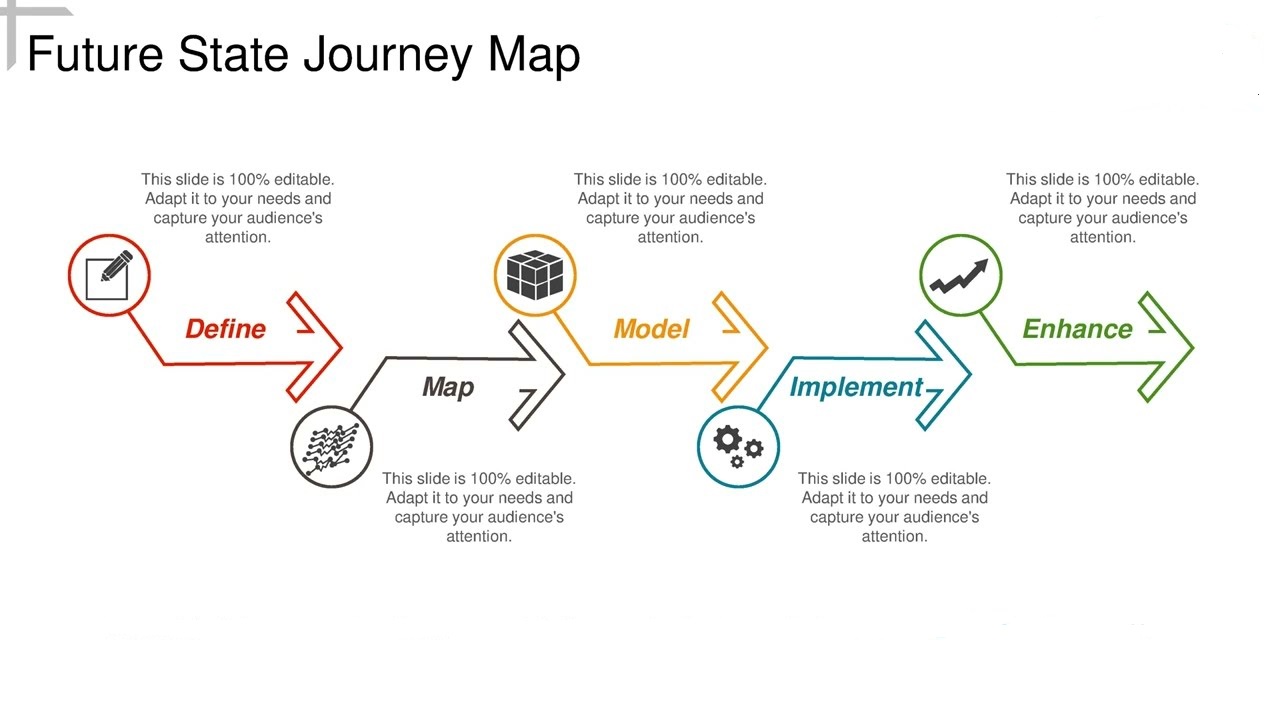 Future State Journey Map
This slide is 100% editable.
Adapt it to your needs and
capture your audience's
attention.
Define
Map
This slide is 100% editable.
Adapt it to your needs and
capture your audience's
attention.
This slide is 100% editable.
Adapt it to your needs and
capture your audience's
attention.
Model
Implement
This slide is 100% editable.
Adapt it to your needs and
capture your audience's
attention.
This slide is 100% editable.
Adapt it to your needs and
capture your audience's
attention.
Enhance